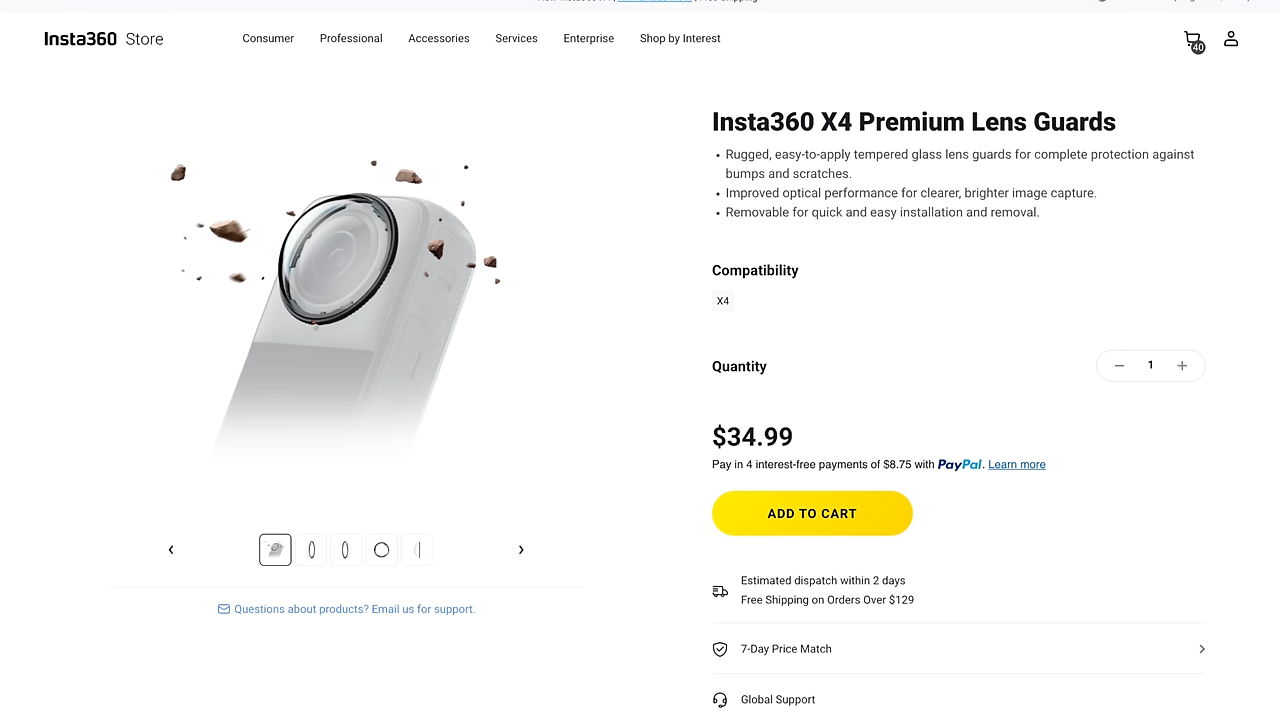 Insta360 Store
Consumer
Professional
Accessories
Services
Enterprise
Shop by Interest
40
Insta360 X4 Premium Lens Guards
• Rugged, easy-to-apply tempered glass lens guards for complete protection against
bumps and scratches.
• Improved optical performance for clearer, brighter image capture.
• Removable for quick and easy installation and removal.
Compatibility
X4
Quantity
− 1 +
$34.99
Pay in 4 interest-free payments of $8.75 with PayPal. Learn more
ADD TO CART
Questions about products? Email us for support.
Estimated dispatch within 2 days
Free Shipping on Orders Over $129
7-Day Price Match
Global Support